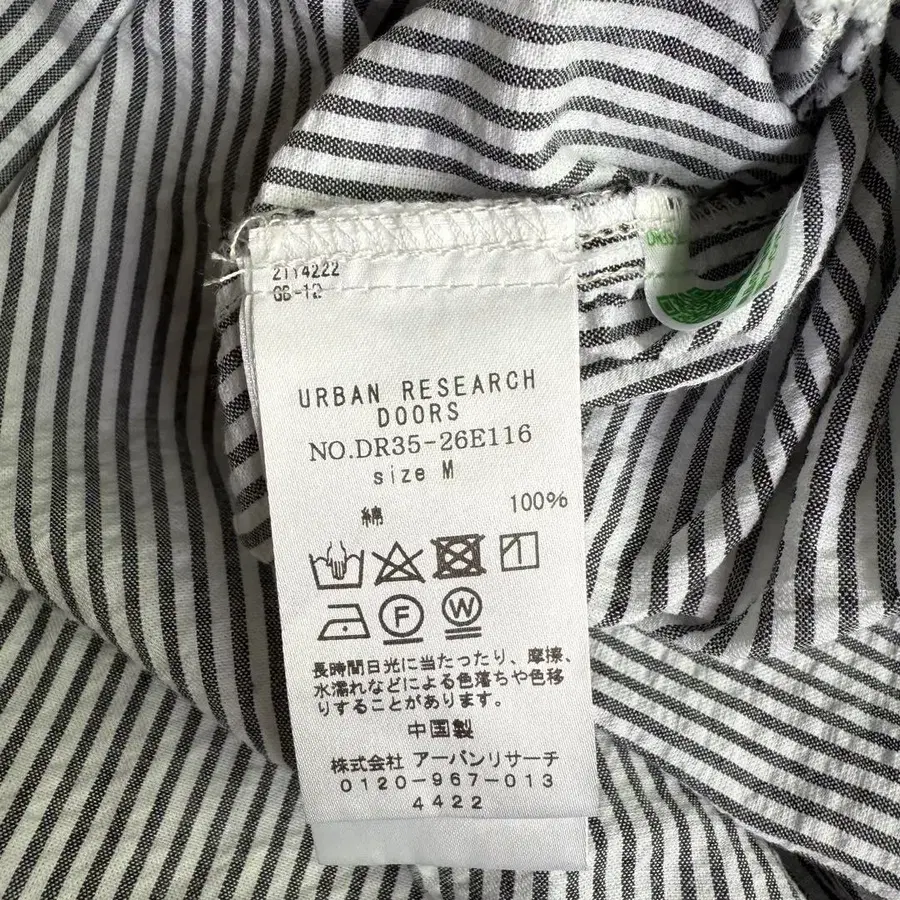 2114222
GB-12
URBAN RESEARCH
DOORS
NO.DR35-26E116
size M
綿 100%
F W
長時間日光に当たったり、摩擦、
水濡れなどによる色落ちや色移
りすることがあります。
中国製
株式会社 アーバンリサーチ
0120-967-013
4422